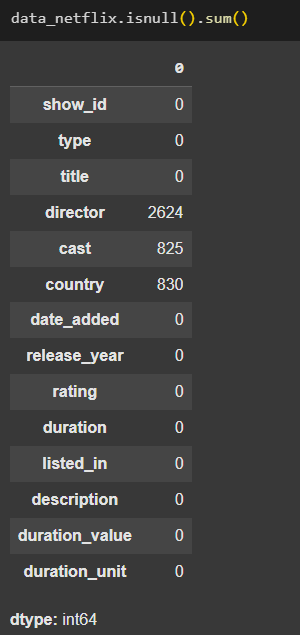 data_netflix.isnull().sum()
0
show_id 0
type 0
title 0
director 2624
cast 825
country 830
date_added 0
release_year 0
rating 0
duration 0
listed_in 0
description 0
duration_value 0
duration_unit 0
dtype: int64